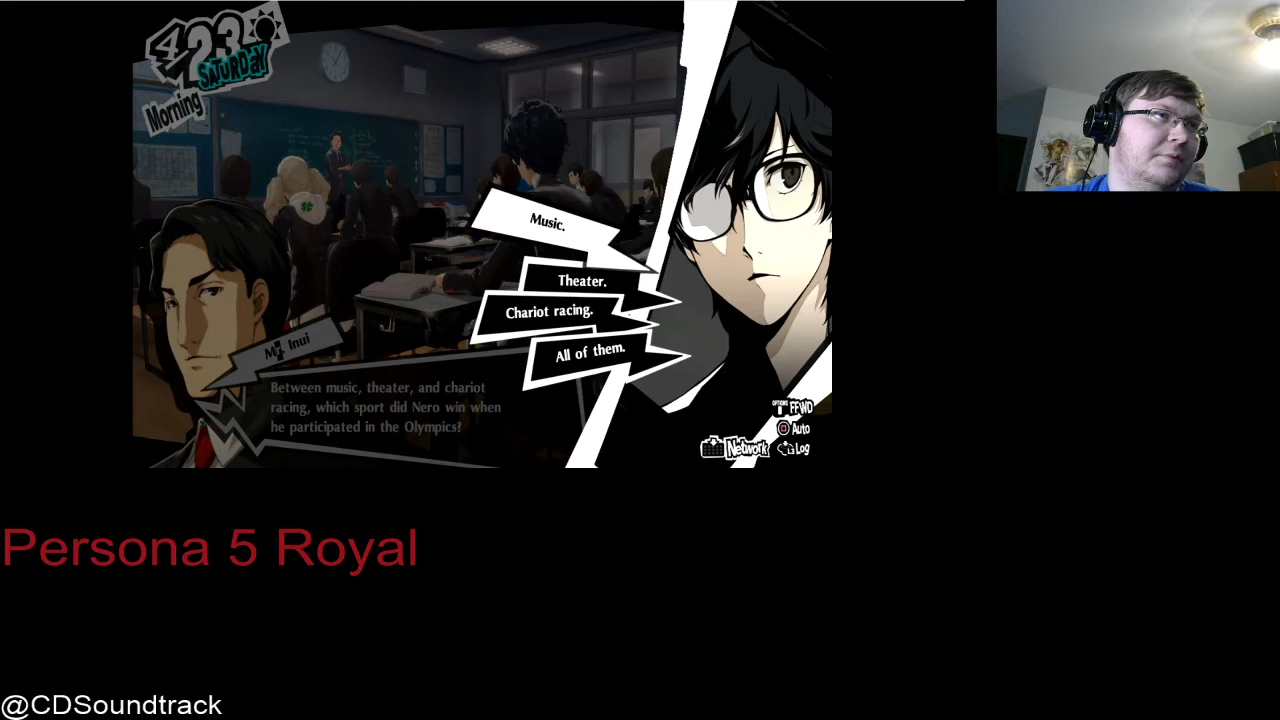 4/23
SATURDAY
Morning
Music.
Theater.
Chariot racing.
All of them.
Mr. Inui
Between music, theater, and chariot
racing, which sport did Nero win when
he participated in the Olympics?
OPTIONS FFWD
Auto
Network
Log
Persona 5 Royal
@CDSoundtrack